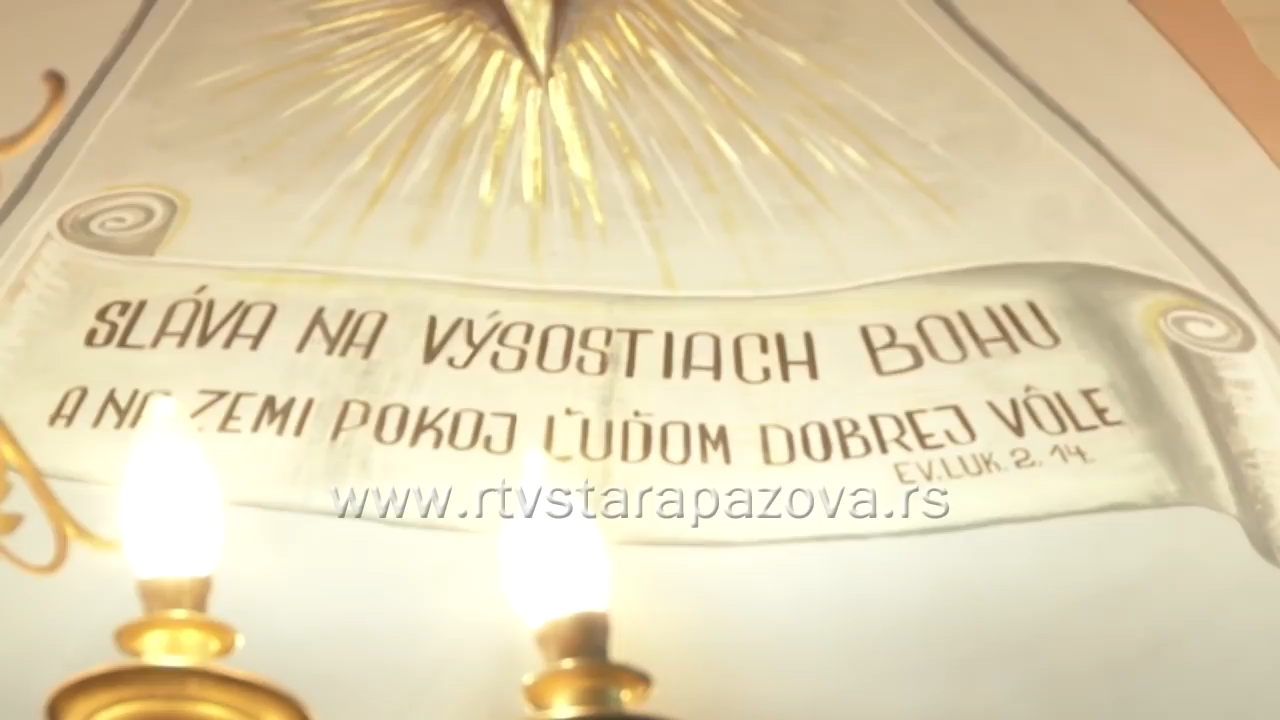 SLÁVA NA VÝSOSTIACH BOHU
A NA ZEMI POKOJ ĽUĎOM DOBREJ VÔLE
EV. LUK. 2. 14.
www.rtvstarapazova.rs